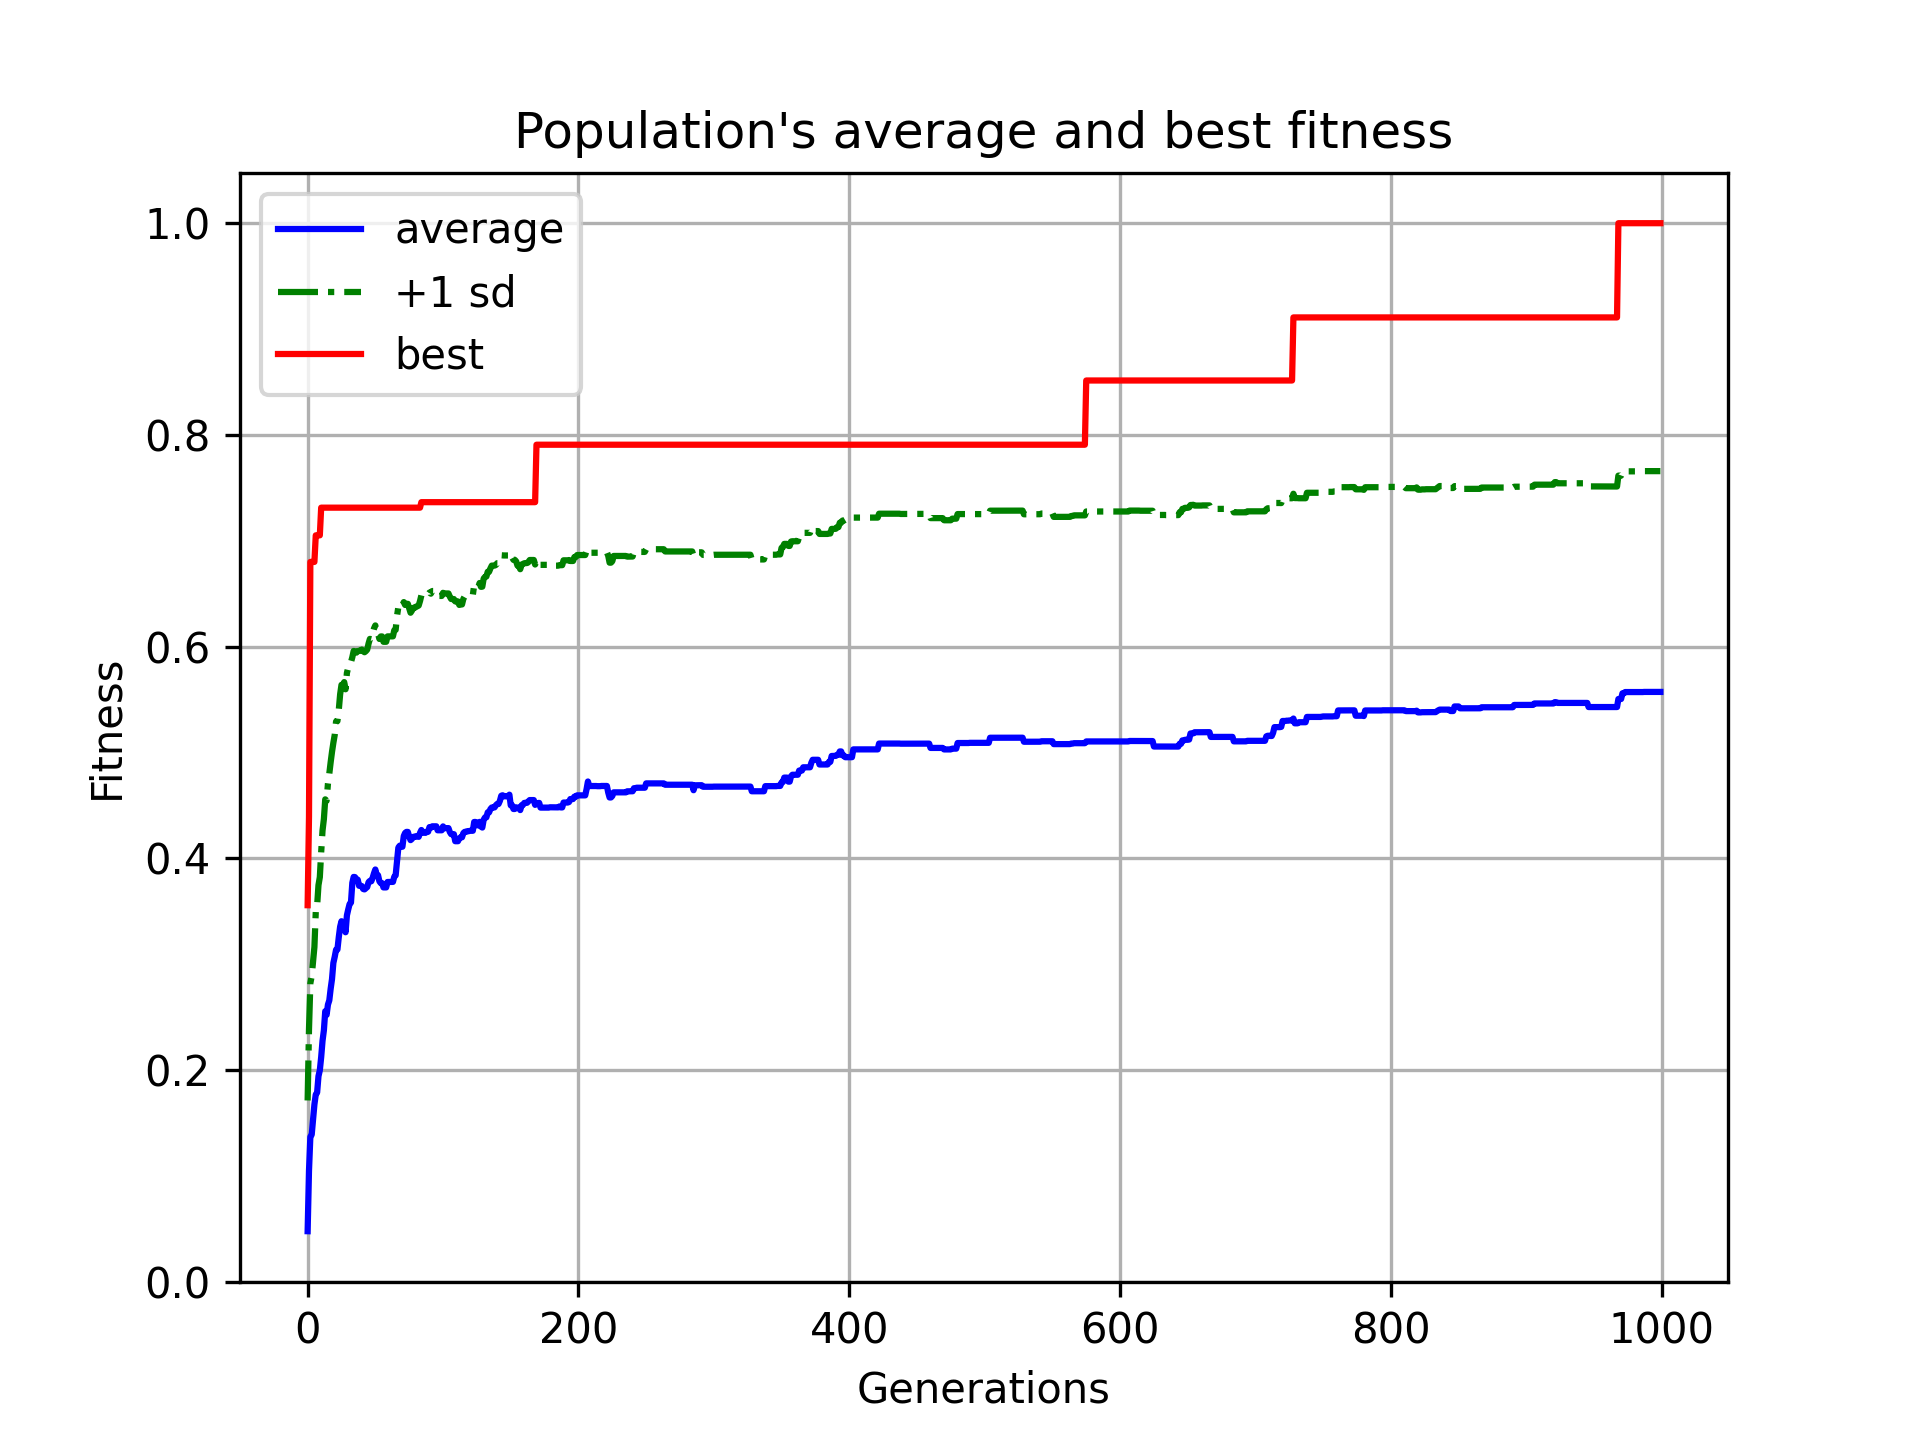 Population's average and best fitness
average
+1 sd
best
1.0
0.8
0.6
0.4
0.2
0.0
Fitness
0 200 400 600 800 1000
Generations